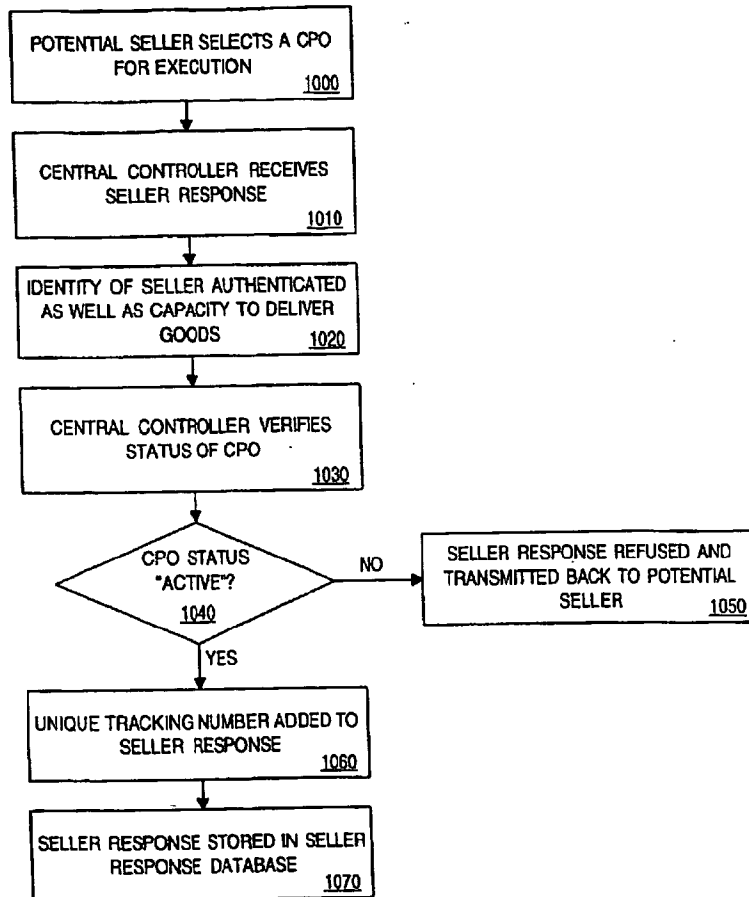 POTENTIAL SELLER SELECTS A CPO
FOR EXECUTION
1000
CENTRAL CONTROLLER RECEIVES
SELLER RESPONSE
1010
IDENTITY OF SELLER AUTHENTICATED
AS WELL AS CAPACITY TO DELIVER
GOODS
1020
CENTRAL CONTROLLER VERIFIES
STATUS OF CPO
1030
CPO STATUS
"ACTIVE"?
1040
NO
SELLER RESPONSE REFUSED AND
TRANSMITTED BACK TO POTENTIAL
SELLER
1050
YES
UNIQUE TRACKING NUMBER ADDED TO
SELLER RESPONSE
1060
SELLER RESPONSE STORED IN SELLER
RESPONSE DATABASE
1070